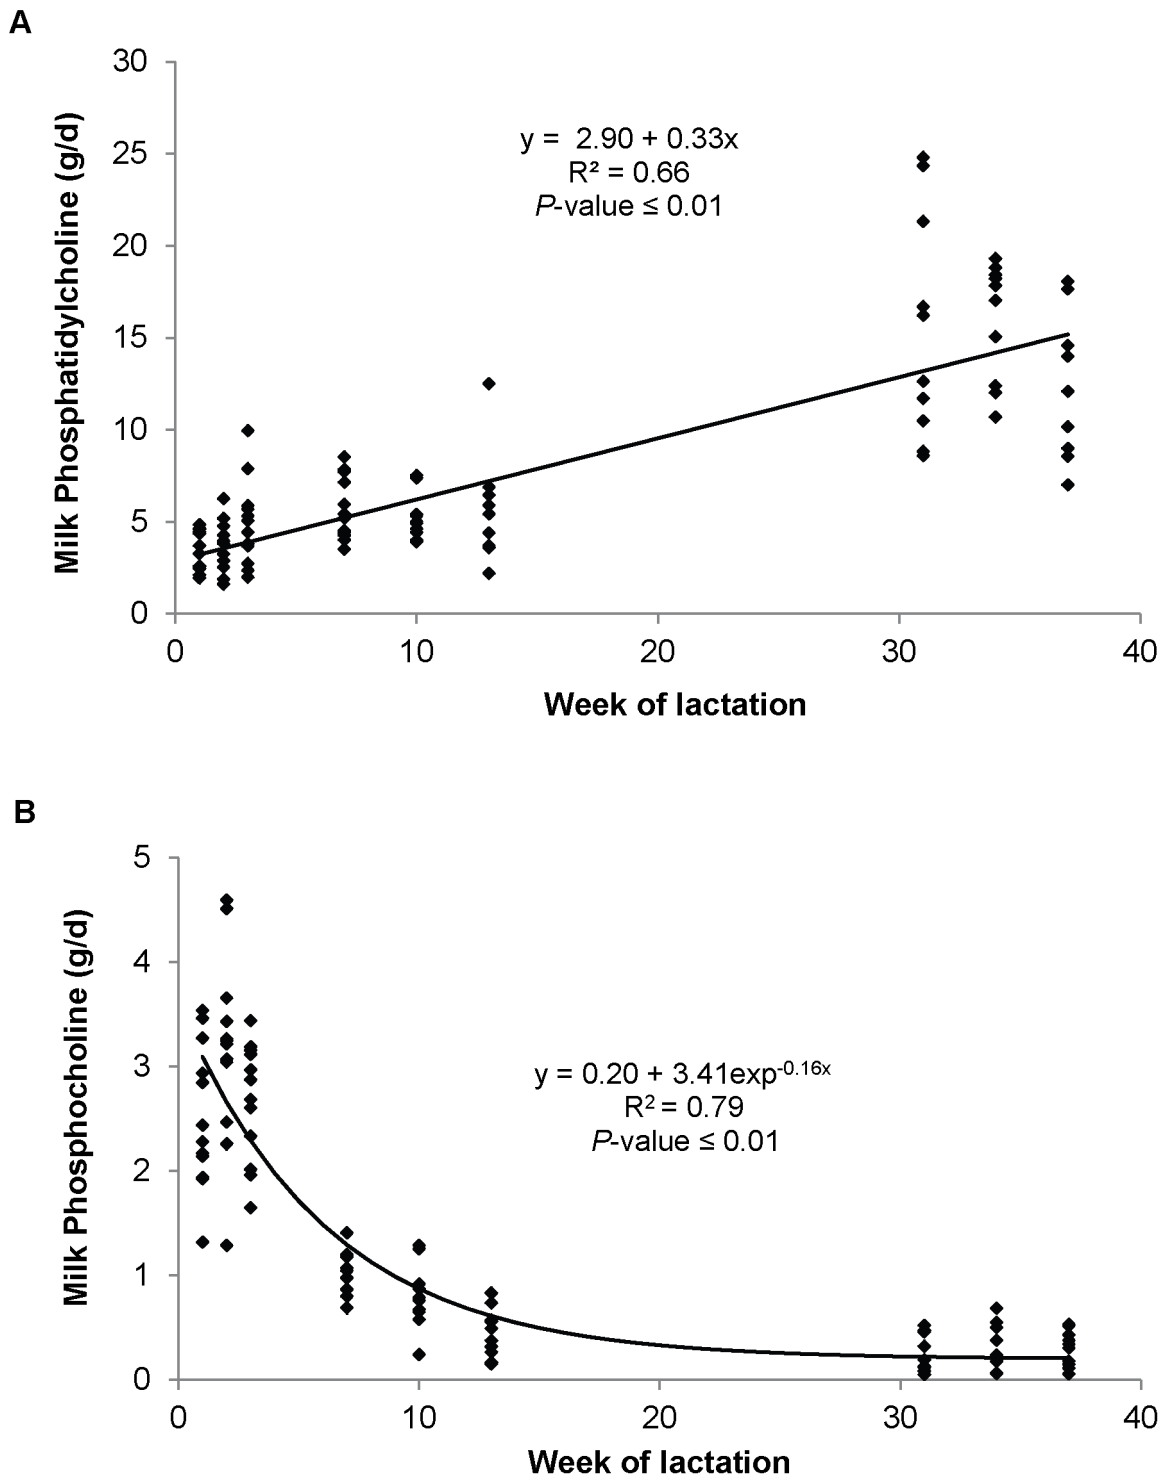 A
30
25
20
15
10
5
0
Milk Phosphatidylcholine (g/d)
y = 2.90 + 0.33x
R² = 0.66
P-value ≤ 0.01
0 10 20 30 40
Week of lactation
B
5
4
3
2
1
0
Milk Phosphocholine (g/d)
y = 0.20 + 3.41exp-0.16x
R2 = 0.79
P-value ≤ 0.01
0 10 20 30 40
Week of lactation